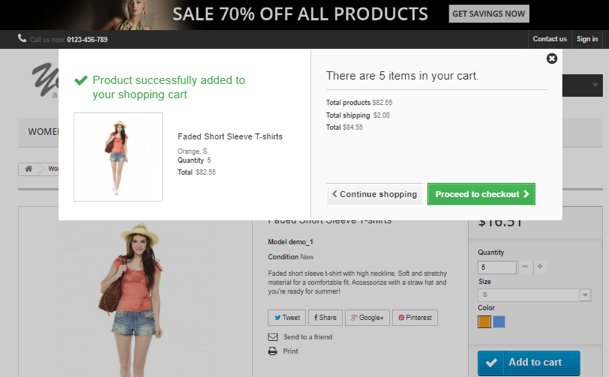 SALE 70% OFF ALL PRODUCTS
GET SAVINGS NOW
Call us now: 0123-456-789
Contact us
Sign in
Product successfully added to
your shopping cart
Faded Short Sleeve T-shirts
Orange, S
Quantity 5
Total $82.55
There are 5 items in your cart.
Total products $82.55
Total shipping $2.00
Total $84.55
Continue shopping
Proceed to checkout
Faded Short Sleeve T-shirts
Model demo_1
Condition New
Faded short sleeve t-shirt with high neckline. Soft and stretchy
material for a comfortable fit. Accessorize with a straw hat and
you're ready for summer!
Tweet
Share
Google+
Pinterest
Send to a friend
Print
$16.51
Quantity
5
Size
S
Color
Add to cart